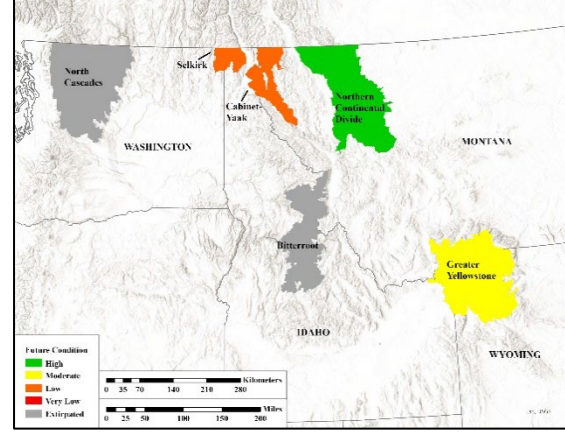 North
Cascades
Selkirk
Cabinet-
Yaak
Northern
Continental
Divide
WASHINGTON
MONTANA
Bitterroot
Greater
Yellowstone
IDAHO
WYOMING
Future Condition
High
Moderate
Low
Very Low
Extirpated
Kilometers
0 35 70 140 210 280
Miles
0 25 50 100 150 200